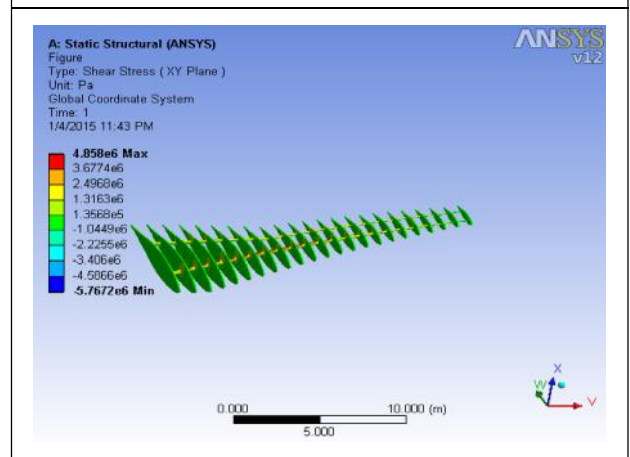 A: Static Structural (ANSYS)
Figure
Type: Shear Stress ( XY Plane )
Unit: Pa
Global Coordinate System
Time: 1
1/4/2015 11:43 PM
ANSYS
v12
4.858e6 Max
3.6774e6
2.4968e6
1.3163e6
1.3568e5
-1.0449e6
-2.2255e6
-3.406e6
-4.5866e6
-5.7672e6 Min
0.000
10.000 (m)
5.000
X
W
V